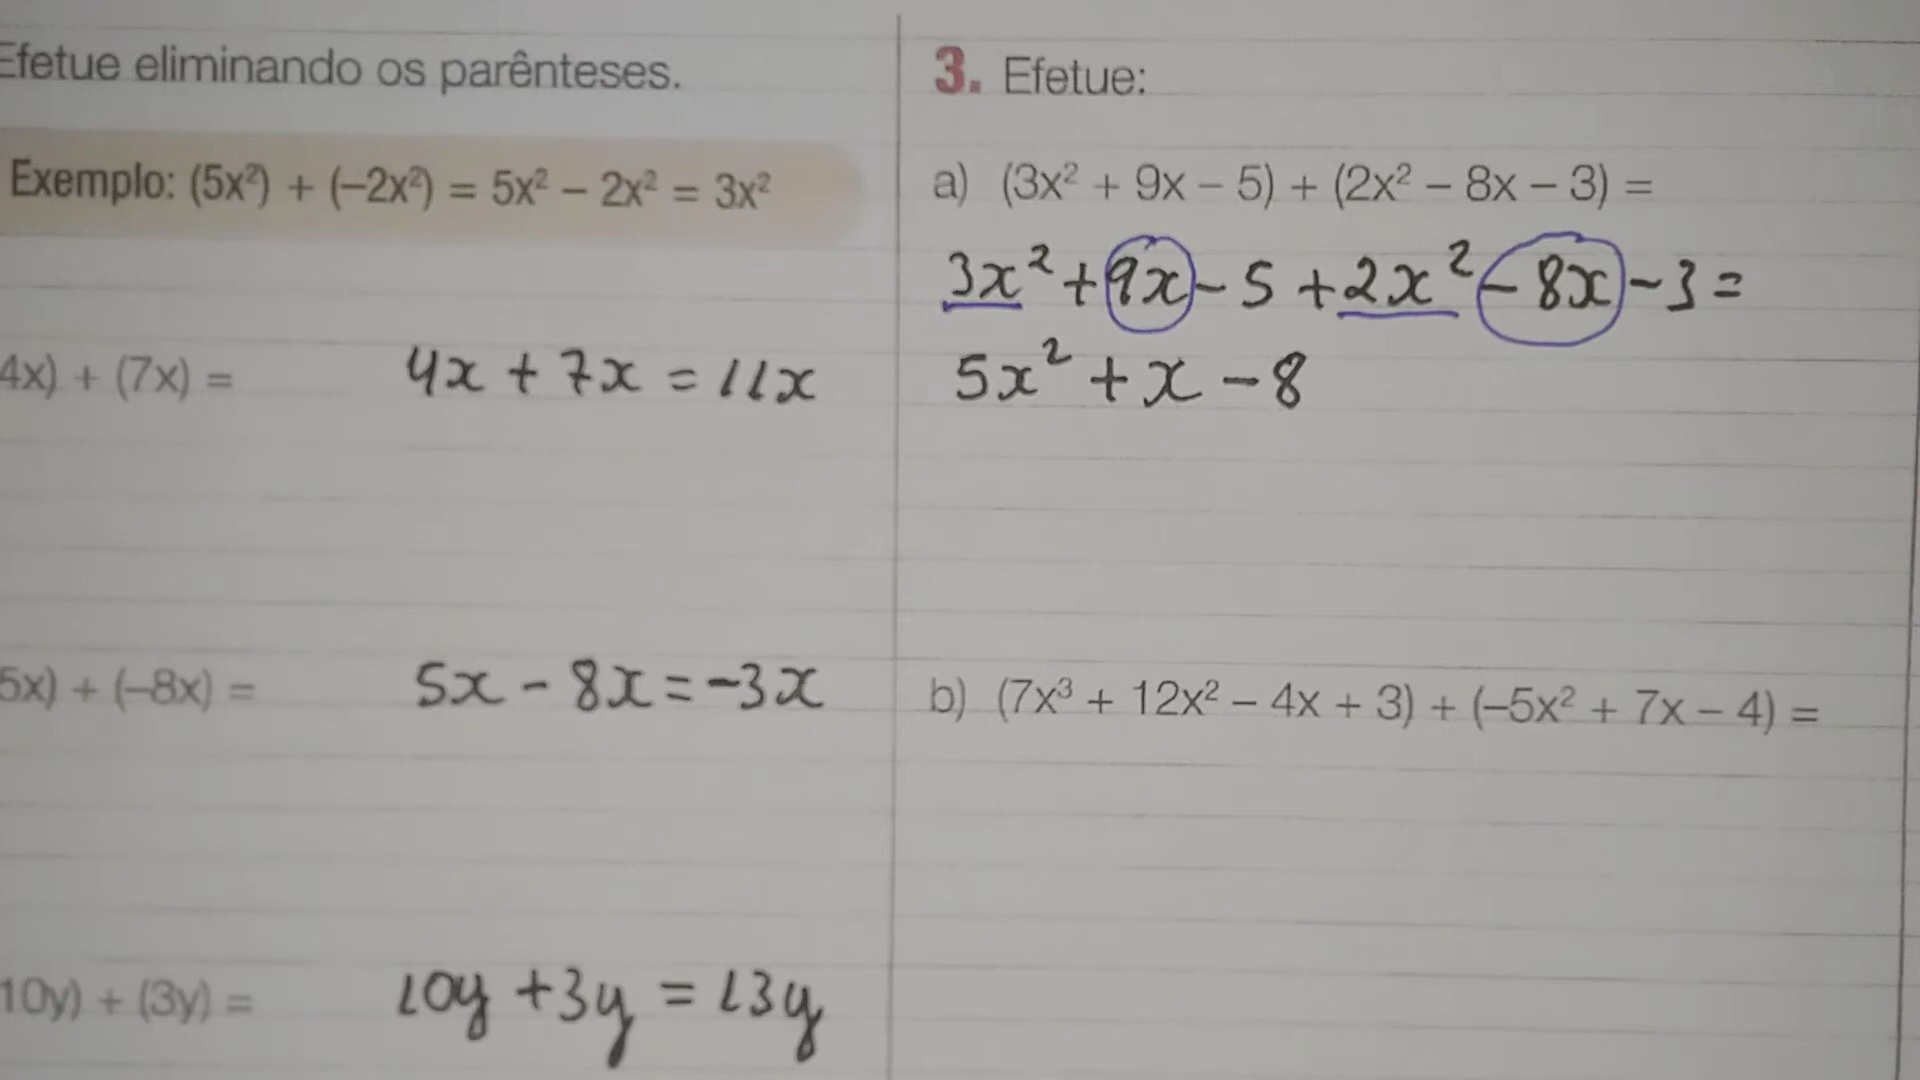 Efetue eliminando os parênteses.
Exemplo: (5x²) + (–2x²) = 5x² – 2x² = 3x²
4x) + (7x) = 4x + 7x = 11x
5x) + (–8x) = 5x - 8x = -3x
10y) + (3y) = 10y + 3y = 13y
3. Efetue:
a) (3x² + 9x – 5) + (2x² – 8x – 3) =
3x² + 9x - 5 + 2x² - 8x - 3 =
5x² + x - 8
b) (7x³ + 12x² – 4x + 3) + (–5x² + 7x – 4) =